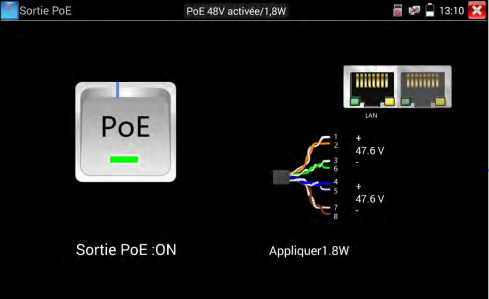 Sortie PoE
PoE 48V activée/1,8W
13:10
PoE
LAN
1
2
+
47.6 V
3
6
-
4
5
+
47.6 V
7
8
-
Sortie PoE :ON
Appliquer1.8W